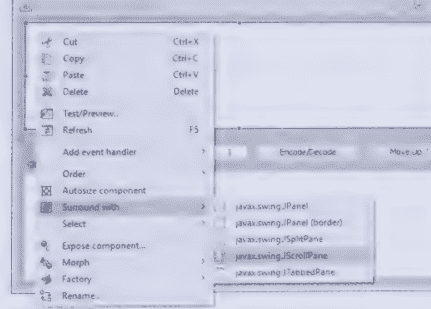 Cut Ctrl+X
Copy Ctrl+C
Paste Ctrl+V
Delete Delete
Test/Preview...
Refresh F5
Add event handler
Encode/Decode
Move up
Order
Autosize component
Surround with
javax.swing.JPanel
Select
javax.swing.JPanel (border)
javax.swing.JSplitPane
Expose component...
javax.swing.JScrollPane
Morph
javax.swing.JTabbedPane
Factory
Rename...